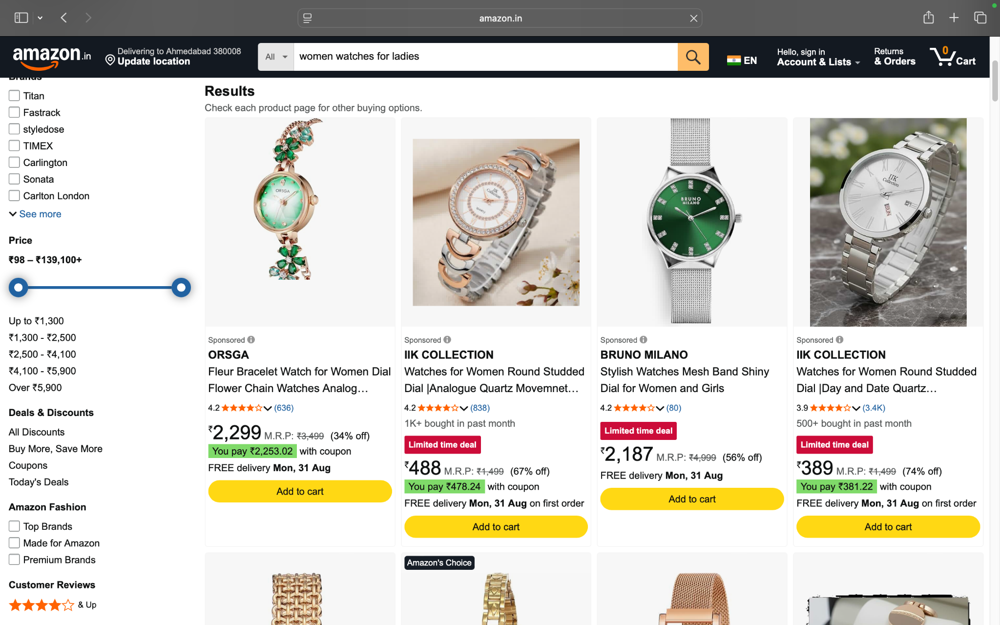 amazon.in
amazon.in
Delivering to Ahmedabad 380008
Update location
All
women watches for ladies
EN
Hello, sign in
Account & Lists
Returns
& Orders
0
Cart
Brands
Titan
Fastrack
styledose
TIMEX
Carlington
Sonata
Carlton London
See more
Price
₹98 – ₹139,100+
Up to ₹1,300
₹1,300 - ₹2,500
₹2,500 - ₹4,100
₹4,100 - ₹5,900
Over ₹5,900
Deals & Discounts
All Discounts
Buy More, Save More
Coupons
Today's Deals
Amazon Fashion
Top Brands
Made for Amazon
Premium Brands
Customer Reviews
& Up
Results
Check each product page for other buying options.
ORSGA
Sponsored
ORSGA
Fleur Bracelet Watch for Women Dial
Flower Chain Watches Analog…
4.2 (636)
₹2,299 M.R.P: ₹3,499 (34% off)
You pay ₹2,253.02 with coupon
FREE delivery Mon, 31 Aug
Add to cart
IIK
Collection
Quartz
Sponsored
IIK COLLECTION
Watches for Women Round Studded
Dial |Analogue Quartz Movemnet…
4.2 (838)
1K+ bought in past month
Limited time deal
₹488 M.R.P: ₹1,499 (67% off)
You pay ₹478.24 with coupon
FREE delivery Mon, 31 Aug on first order
Add to cart
BRUNO
MILANO
Sponsored
BRUNO MILANO
Stylish Watches Mesh Band Shiny
Dial for Women and Girls
4.2 (80)
Limited time deal
₹2,187 M.R.P: ₹4,999 (56% off)
FREE delivery Mon, 31 Aug
Add to cart
IIK
Collection
SUN
21
Sponsored
IIK COLLECTION
Watches for Women Round Studded
Dial |Day and Date Quartz…
3.9 (3.4K)
500+ bought in past month
Limited time deal
₹389 M.R.P: ₹1,499 (74% off)
You pay ₹381.22 with coupon
FREE delivery Mon, 31 Aug on first order
Add to cart
Amazon's Choice